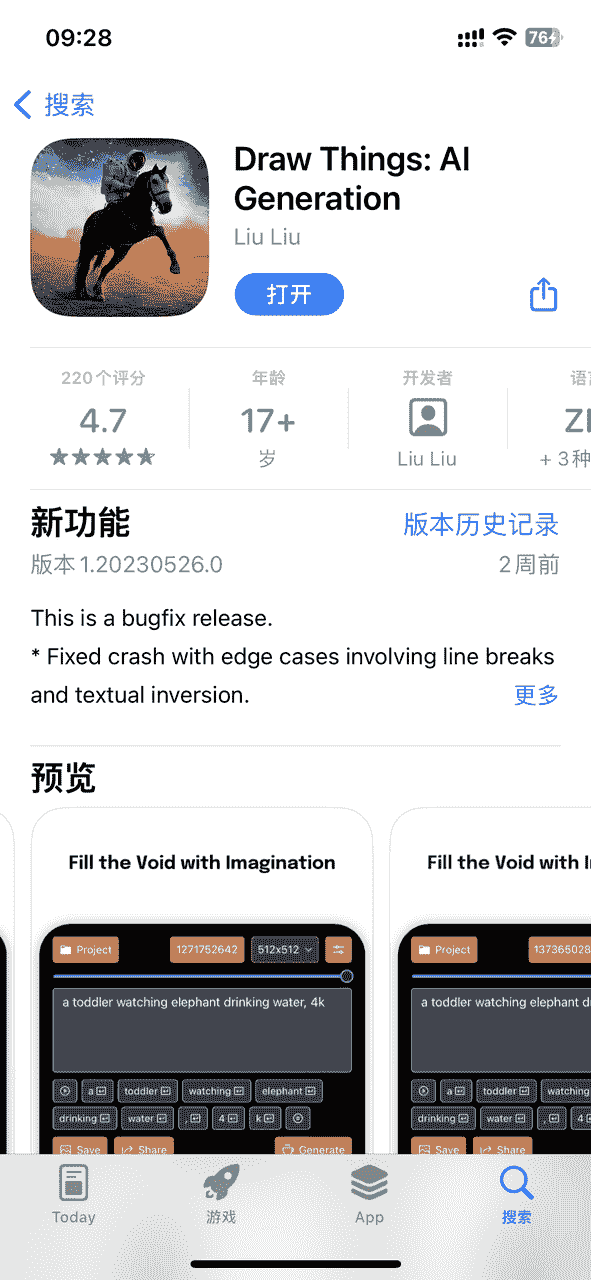 09:28
76
搜索
Draw Things: AI
Generation
Liu Liu
打开
220个评分
年龄
开发者
4.7
17+
岁
Liu Liu
+ 3种
新功能
版本历史记录
版本 1.20230526.0
2周前
This is a bugfix release.
* Fixed crash with edge cases involving line breaks
and textual inversion.
更多
预览
Fill the Void with Imagination
Project
1271752642
512x512
a toddler watching elephant drinking water, 4k
a
toddler
watching
elephant
drinking
water
,
4
k
Save
Share
Generate
Fill the Void with
Project
137365028
a toddler watching elephant
a
toddler
watching
drinking
water
,
4
Save
Share
Today
游戏
App
搜索